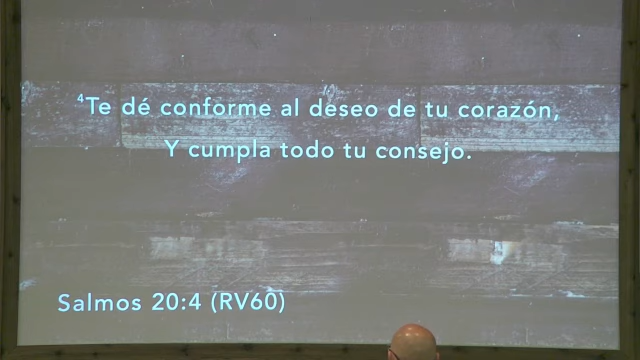 ⁴Te dé conforme al deseo de tu corazón,
Y cumpla todo tu consejo.
Salmos 20:4 (RV60)